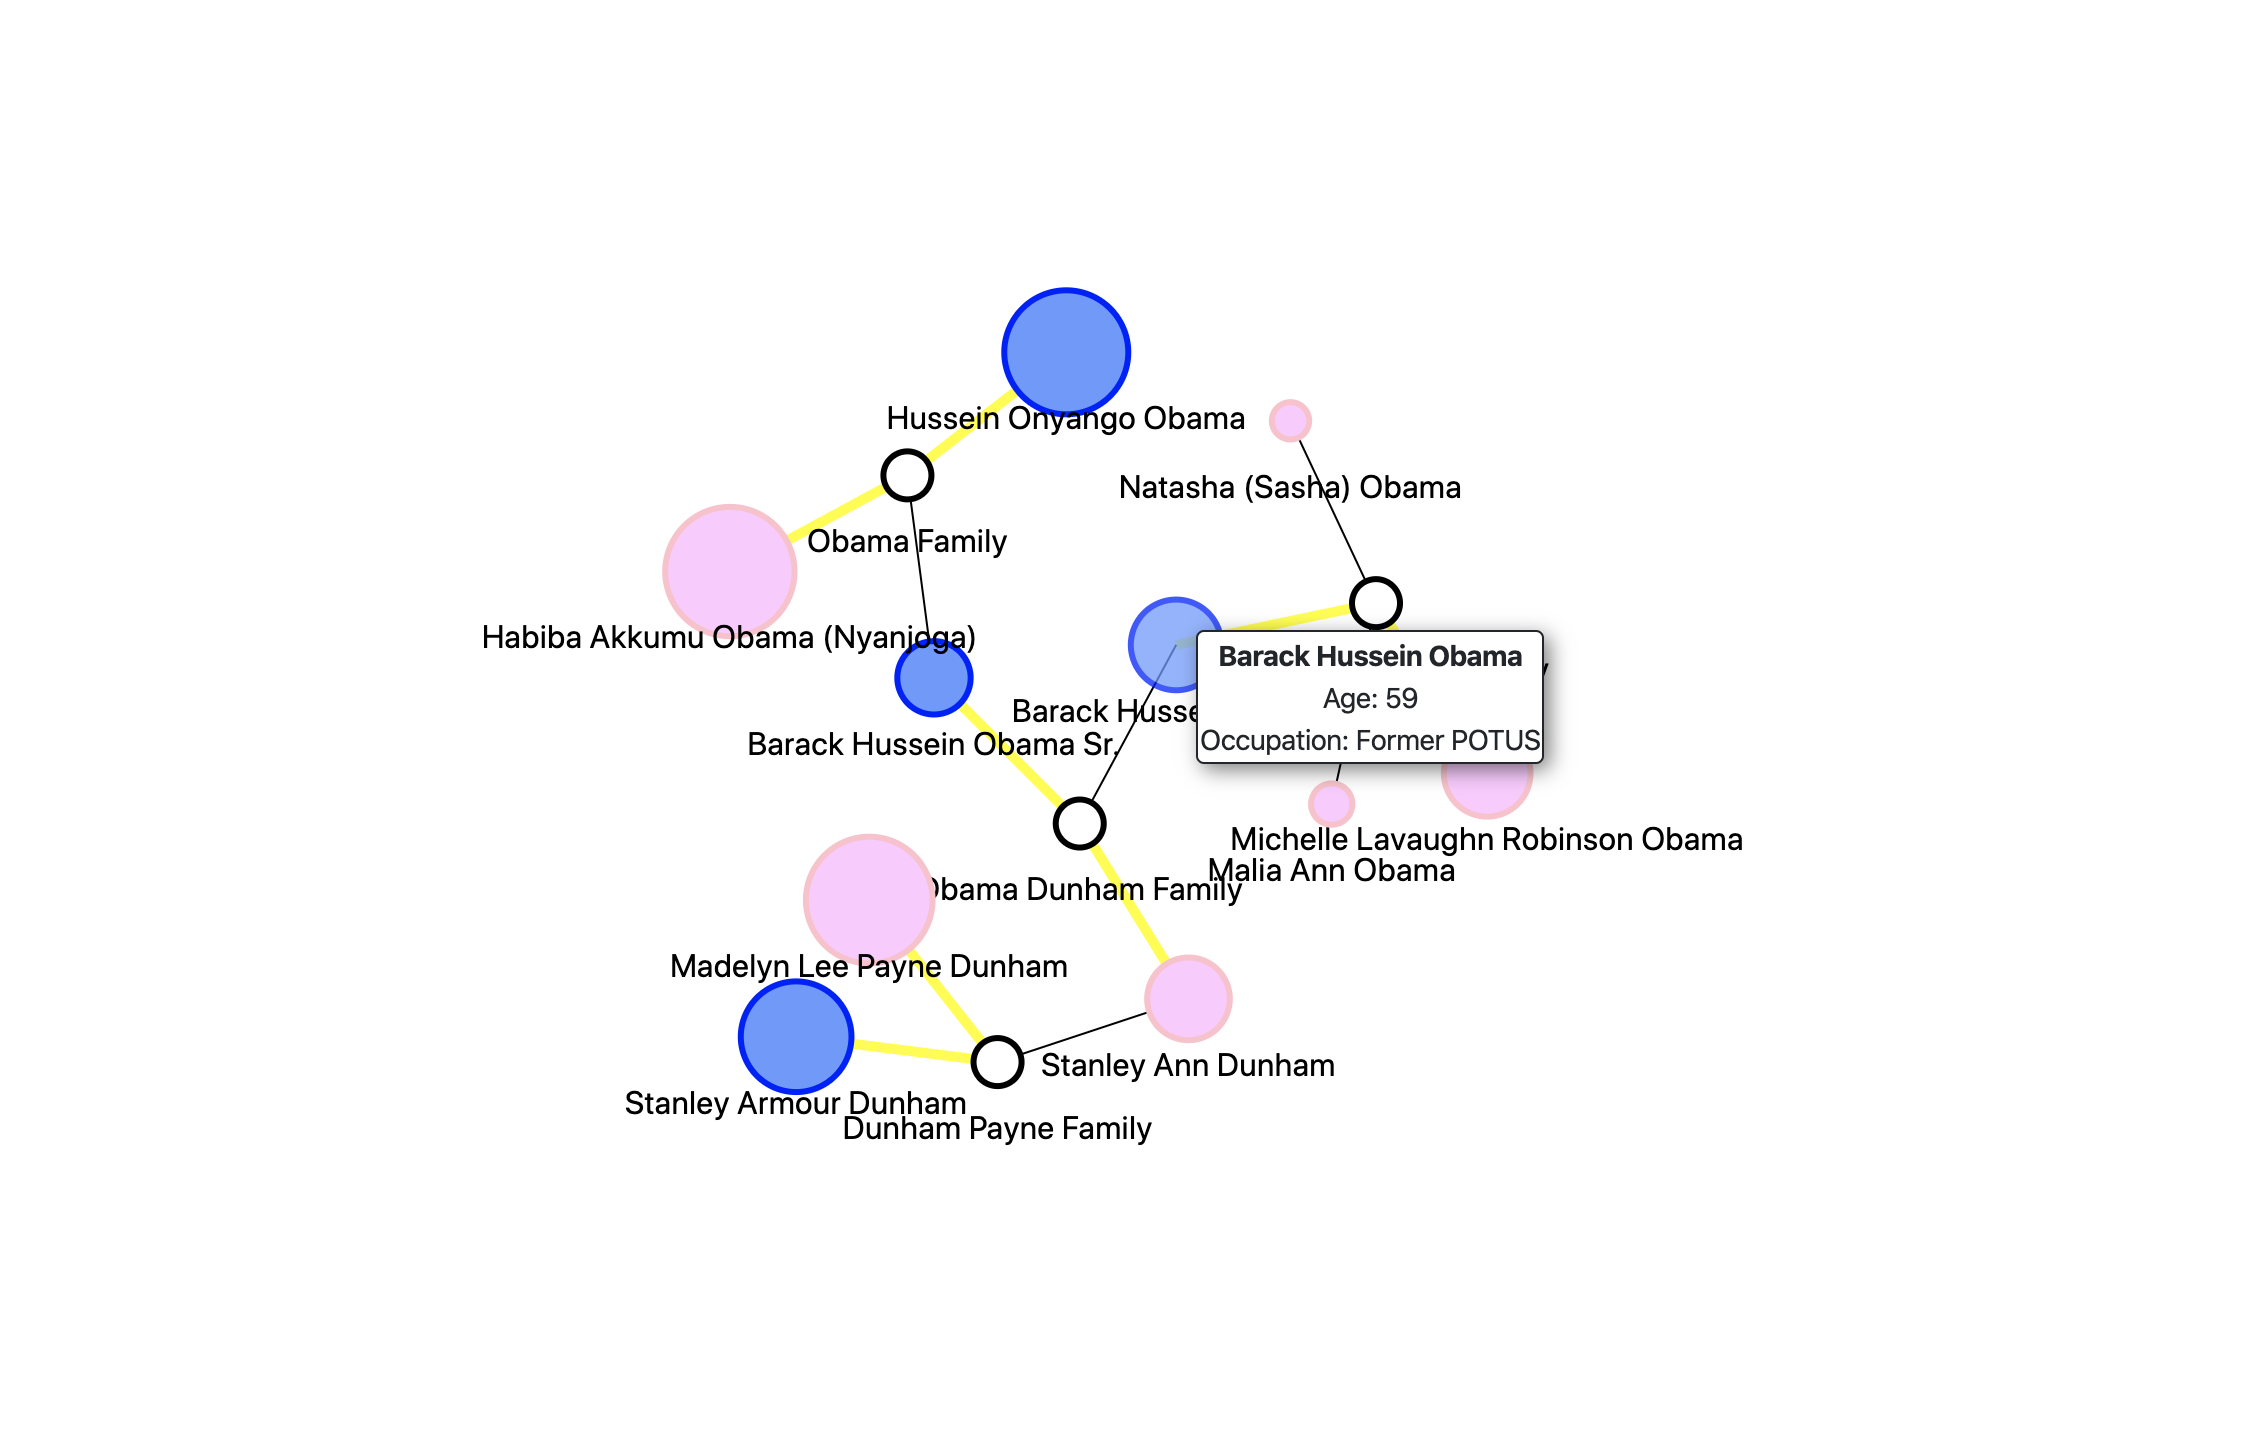 Hussein Onyango Obama
Natasha (Sasha) Obama
Obama Family
Habiba Akkumu Obama (Nyanjoga)
Barack Hussein Obama
Age: 59
Occupation: Former POTUS
Barack
Barack Hussein Obama Sr.
Michelle Lavaughn Robinson Obama
Malia Ann Obama
Obama Dunham Family
Madelyn Lee Payne Dunham
Stanley Ann Dunham
Stanley Armour Dunham
Dunham Payne Family